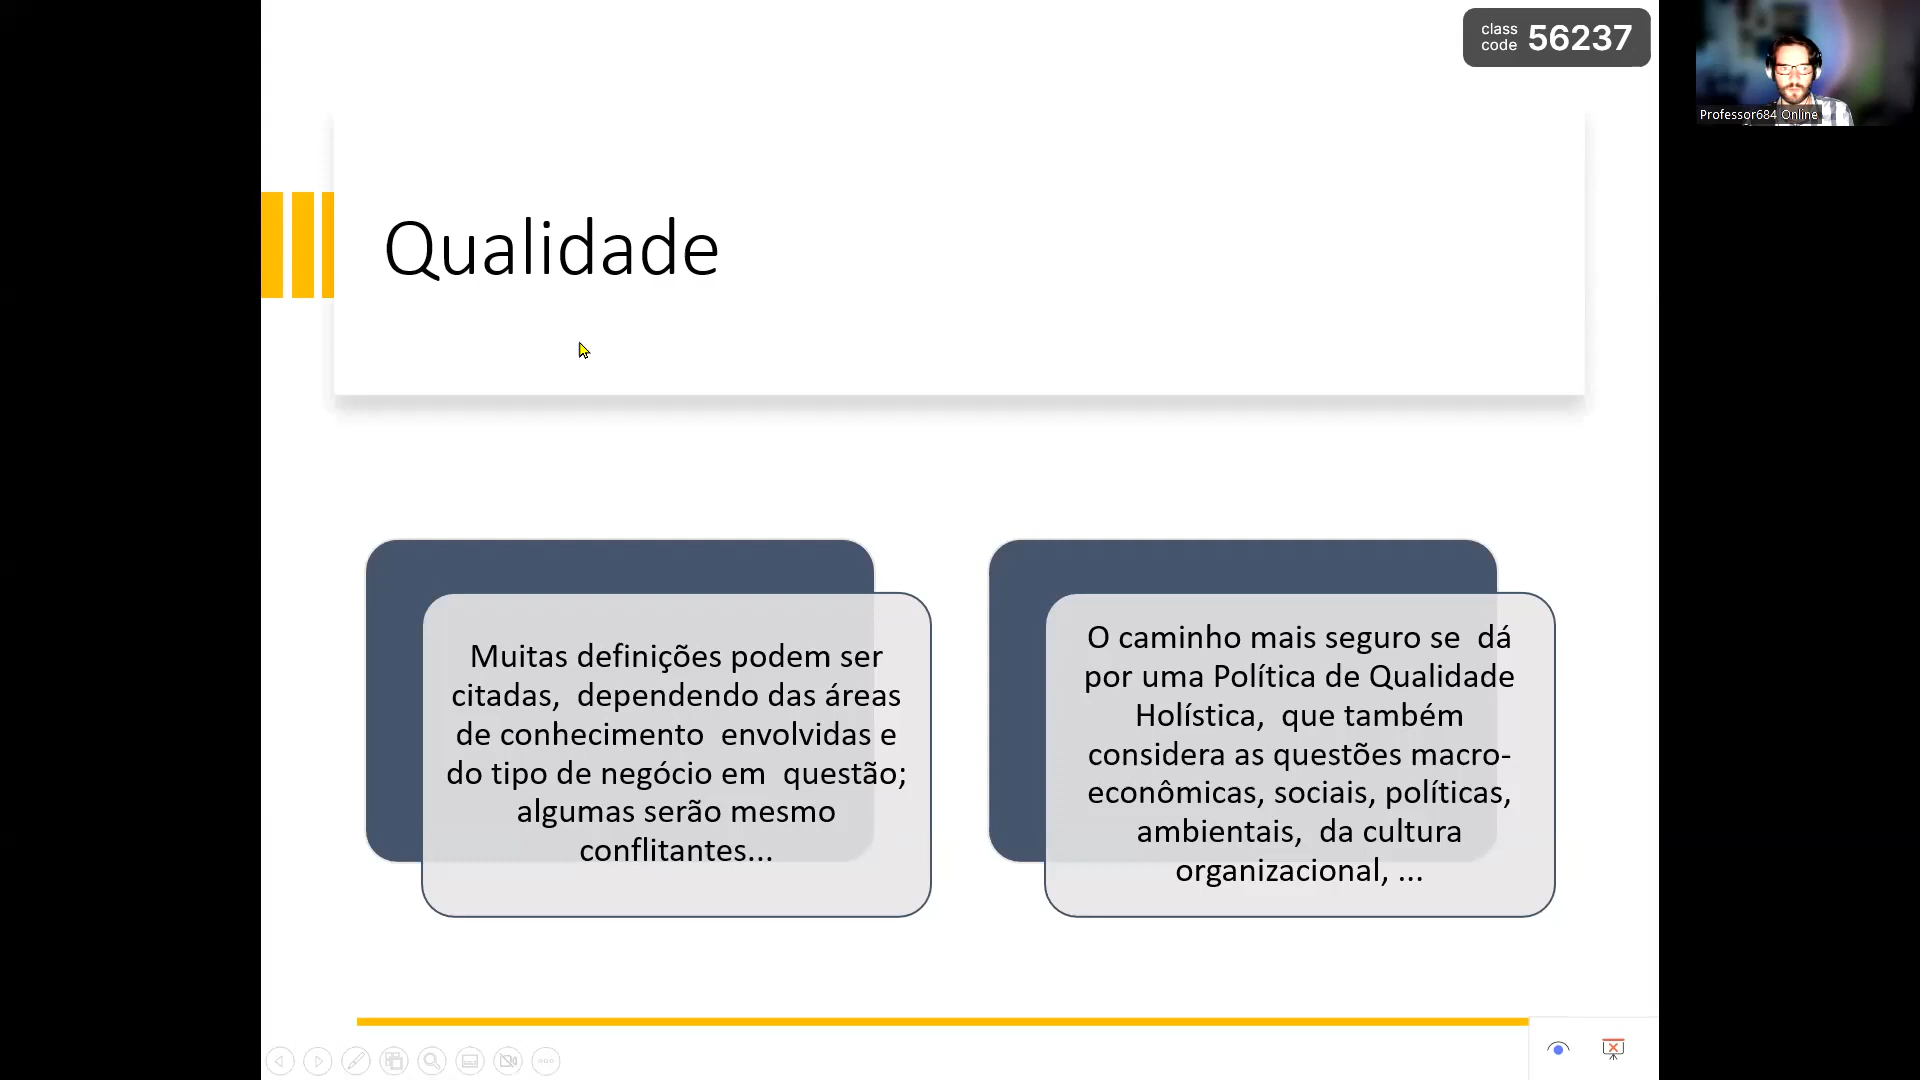 class
code 56237
Professor684 Online
Qualidade
Muitas definições podem ser
citadas, dependendo das áreas
de conhecimento envolvidas e
do tipo de negócio em questão;
algumas serão mesmo
conflitantes...
O caminho mais seguro se dá
por uma Política de Qualidade
Holística, que também
considera as questões macro-
econômicas, sociais, políticas,
ambientais, da cultura
organizacional, ...